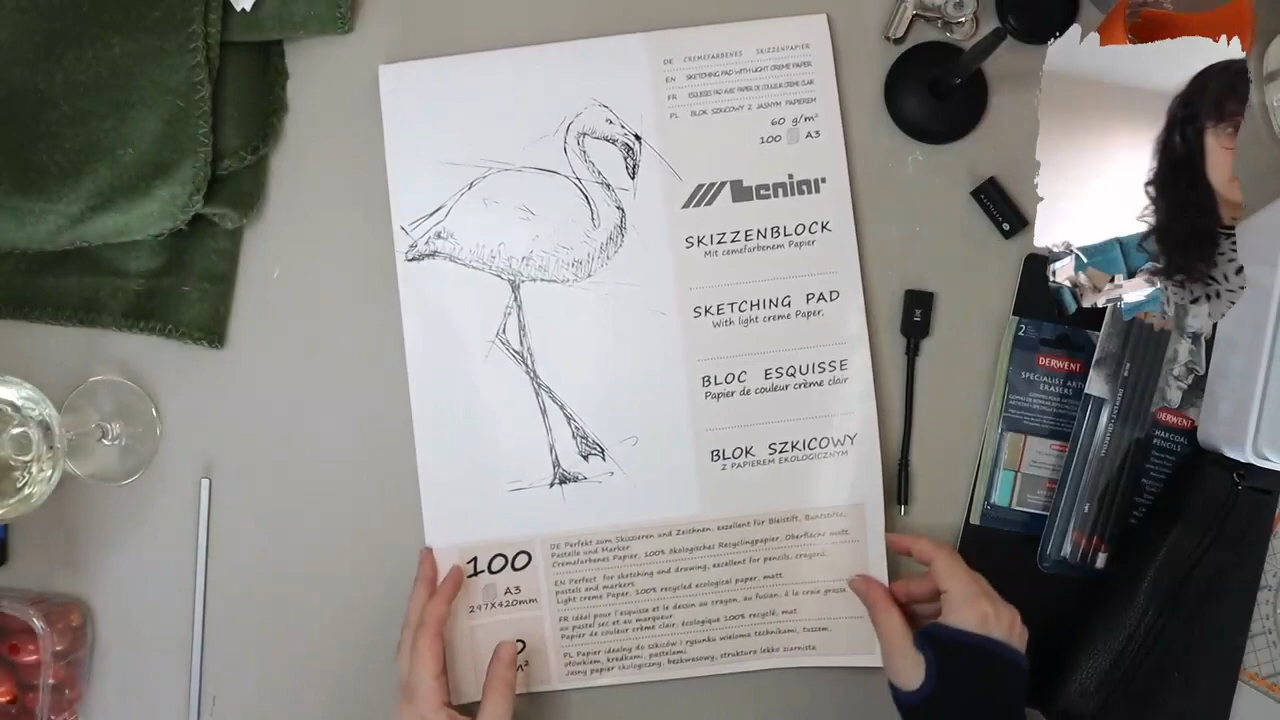 DE CREMEFARBENES SKIZZENPAPIER
EN SKETCHING PAD WITH LIGHT CREME PAPER
FR ESQUISSES PAD AVEC PAPIER DE COULEUR CREME CLAIR
PL BLOK SZKICOWY Z JASNYM PAPIEREM
60 g/m²
100 A3
Leniar
SKIZZENBLOCK
Mit cemefarbenem Papier
SKETCHING PAD
With light creme Paper,
BLOC ESQUISSE
Papier de couleur crème clair
BLOK SZKICOWY
Z PAPIEREM EKOLOGICZNYM
100
A3
297X420mm
DE Perfekt zum Skizzieren und Zeichnen, exzellent für Bleistift, Buntstifte,
Pastelle und Marker.
Cremefarbenes Papier, 100% ökologisches Recyclingpapier, Oberfläche matt.
EN Perfect for sketching and drawing, excellent for pencils, crayons,
pastels and markers.
Light creme Paper, 100% recycled ecological paper, matt.
FR Idéal pour l'esquisse et le dessin au crayon, au fusain, à la craie grasse
au pastel sec et au marqueur.
Papier de couleur crème clair, écologique 100% recyclé, mat
PL Papier idealny do szkiców i rysunku wieloma technikami, tuszem,
ołówkiem, kredkami, pastelami.
Jasny papier ekologiczny, bezkwasowy, struktura lekko ziarnista
DERWENT
SPECIALIST ARTI
ERASERS
DERWENT
CHARCOAL
PENCILS